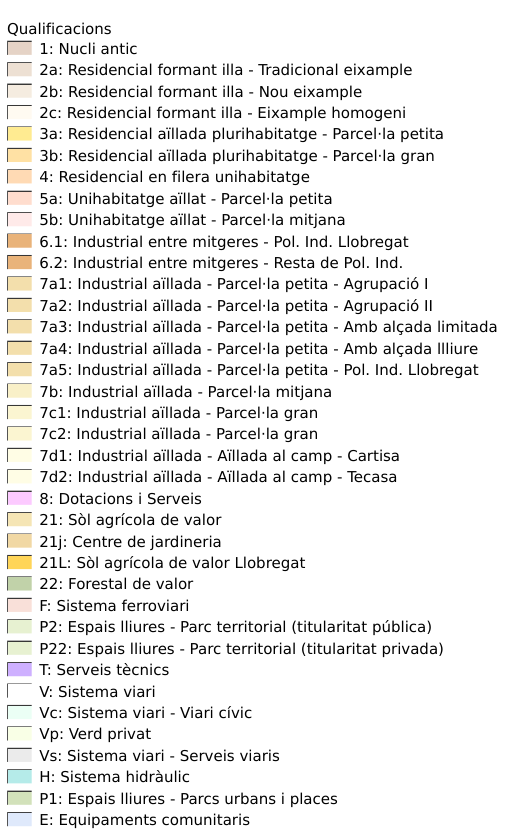 Qualificacions
1: Nucli antic
2a: Residencial formant illa - Tradicional eixample
2b: Residencial formant illa - Nou eixample
2c: Residencial formant illa - Eixample homogeni
3a: Residencial aïllada plurihabitatge - Parcel·la petita
3b: Residencial aïllada plurihabitatge - Parcel·la gran
4: Residencial en filera unihabitatge
5a: Unihabitatge aïllat - Parcel·la petita
5b: Unihabitatge aïllat - Parcel·la mitjana
6.1: Industrial entre mitgeres - Pol. Ind. Llobregat
6.2: Industrial entre mitgeres - Resta de Pol. Ind.
7a1: Industrial aïllada - Parcel·la petita - Agrupació I
7a2: Industrial aïllada - Parcel·la petita - Agrupació II
7a3: Industrial aïllada - Parcel·la petita - Amb alçada limitada
7a4: Industrial aïllada - Parcel·la petita - Amb alçada llliure
7a5: Industrial aïllada - Parcel·la petita - Pol. Ind. Llobregat
7b: Industrial aïllada - Parcel·la mitjana
7c1: Industrial aïllada - Parcel·la gran
7c2: Industrial aïllada - Parcel·la gran
7d1: Industrial aïllada - Aïllada al camp - Cartisa
7d2: Industrial aïllada - Aïllada al camp - Tecasa
8: Dotacions i Serveis
21: Sòl agrícola de valor
21j: Centre de jardineria
21L: Sòl agrícola de valor Llobregat
22: Forestal de valor
F: Sistema ferroviari
P2: Espais lliures - Parc territorial (titularitat pública)
P22: Espais lliures - Parc territorial (titularitat privada)
T: Serveis tècnics
V: Sistema viari
Vc: Sistema viari - Viari cívic
Vp: Verd privat
Vs: Sistema viari - Serveis viaris
H: Sistema hidràulic
P1: Espais lliures - Parcs urbans i places
E: Equipaments comunitaris